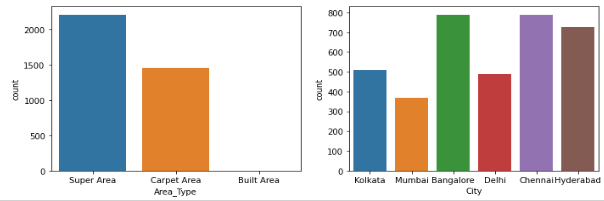 2000
1500
1000
500
0
count
Super Area Carpet Area Built Area
Area_Type
800
700
600
500
400
300
200
100
0
count
Kolkata Mumbai Bangalore Delhi Chennai Hyderabad
City